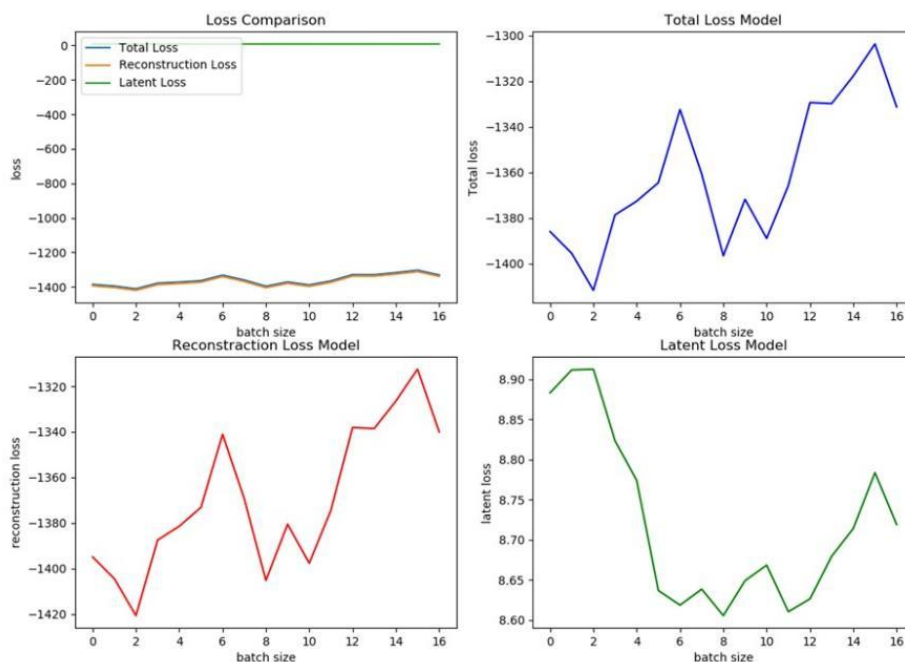 Loss Comparison
0
−200
−400
−600
−800
−1000
−1200
−1400
loss
Total Loss
Reconstruction Loss
Latent Loss
0 2 4 6 8 10 12 14 16
batch size
Total Loss Model
−1300
−1320
−1340
−1360
−1380
−1400
Total loss
0 2 4 6 8 10 12 14 16
batch size
Reconstraction Loss Model
−1320
−1340
−1360
−1380
−1400
−1420
reconstruction loss
0 2 4 6 8 10 12 14 16
batch size
Latent Loss Model
8.90
8.85
8.80
8.75
8.70
8.65
8.60
latent loss
0 2 4 6 8 10 12 14 16
batch size